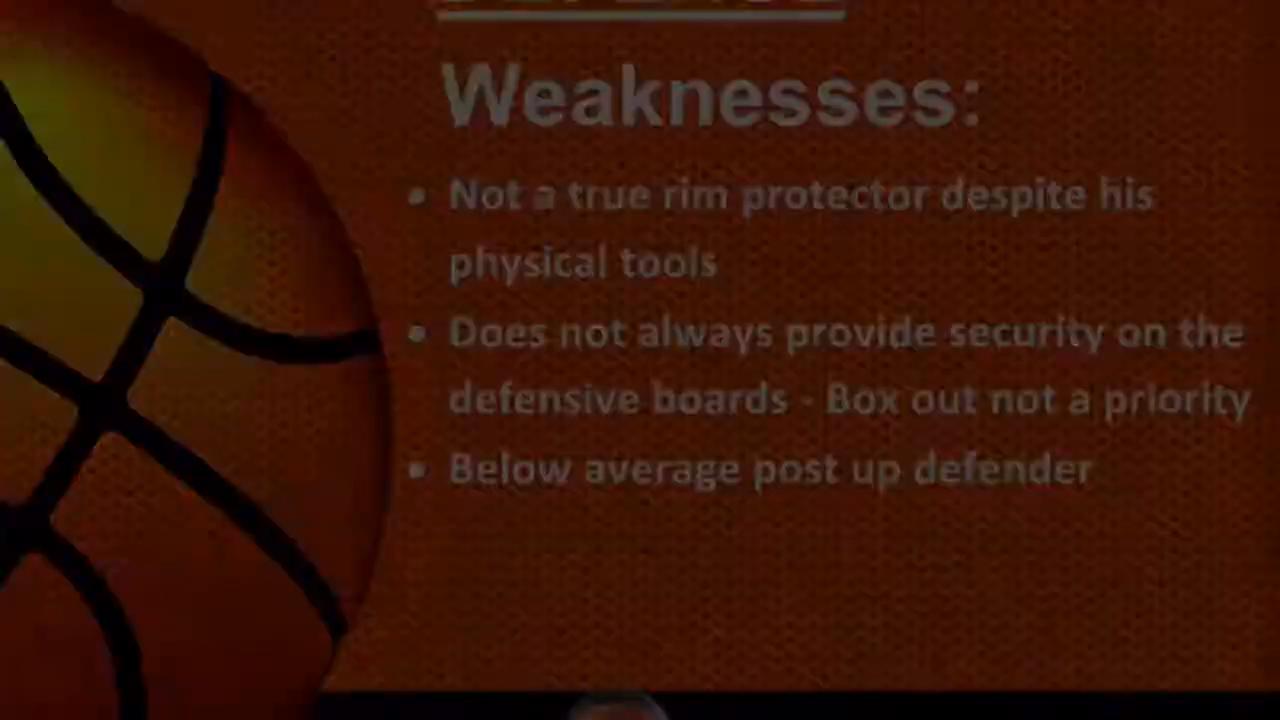 Weaknesses:
• Not a true rim protector despite his
physical tools
• Does not always provide security on the
defensive boards - Box out not a priority
• Below average post up defender